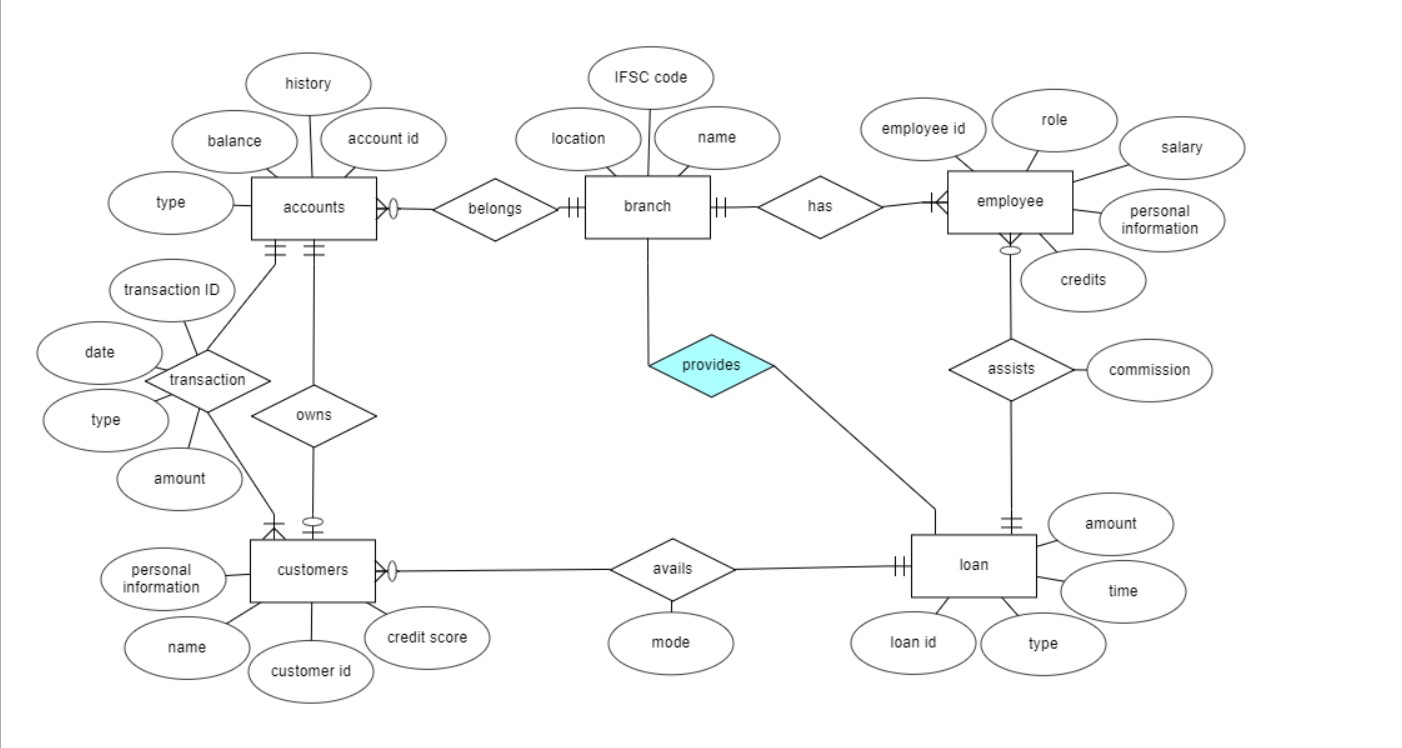 history
IFSC code
balance
account id
location
name
employee id
role
salary
type
accounts
belongs
branch
has
employee
personal
information
credits
transaction ID
date
transaction
type
amount
owns
provides
assists
commission
personal
information
customers
name
customer id
credit score
avails
mode
loan
amount
time
loan id
type